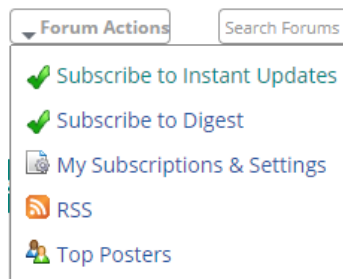 Forum Actions
Search Forums
Subscribe to Instant Updates
Subscribe to Digest
My Subscriptions & Settings
RSS
Top Posters